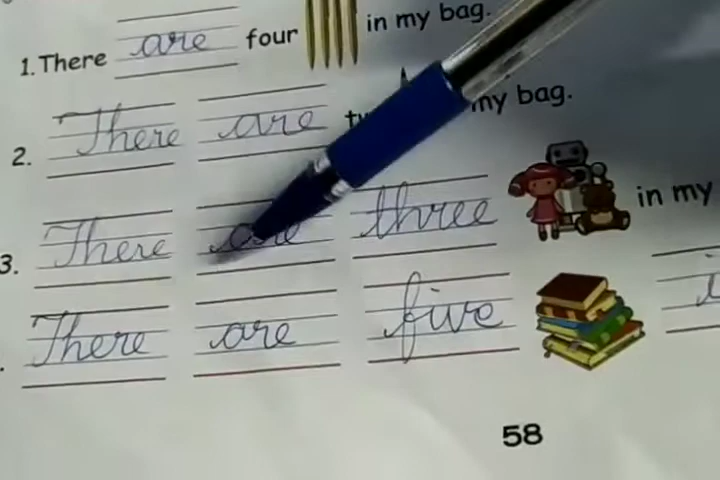 1. There are four in my bag.
2. There are my bag.
3. There are three in my
There are five
58